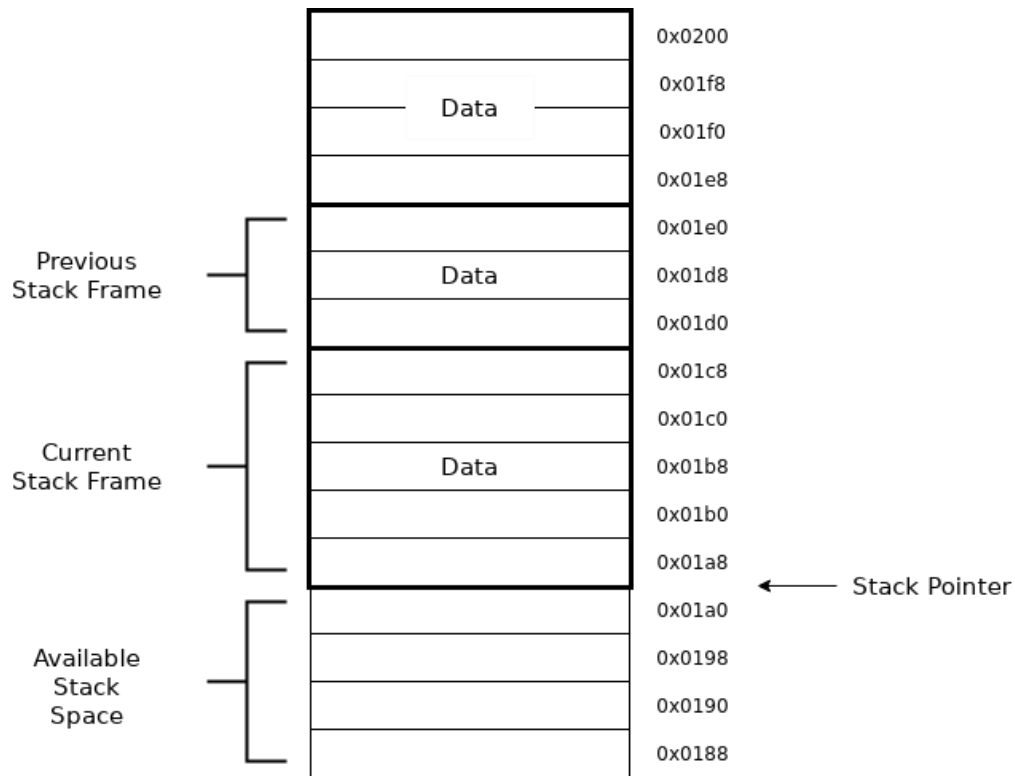 0x0200
0x01f8
Data
0x01f0
0x01e8
0x01e0
Previous
Stack Frame
Data
0x01d8
0x01d0
0x01c8
0x01c0
Current
Stack Frame
Data
0x01b8
0x01b0
0x01a8
Stack Pointer
0x01a0
Available
Stack
Space
0x0198
0x0190
0x0188